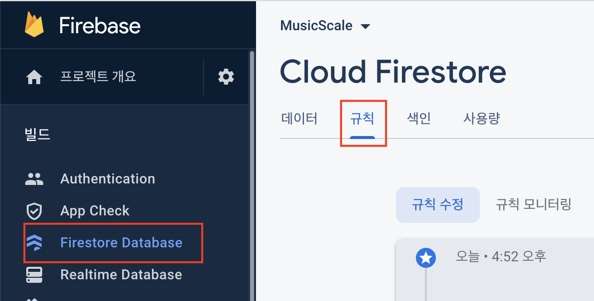 Firebase
프로젝트 개요
빌드
Authentication
App Check
Firestore Database
Realtime Database
MusicScale
Cloud Firestore
데이터 규칙 색인 사용량
규칙 수정 규칙 모니터링
오늘 • 4:52 오후